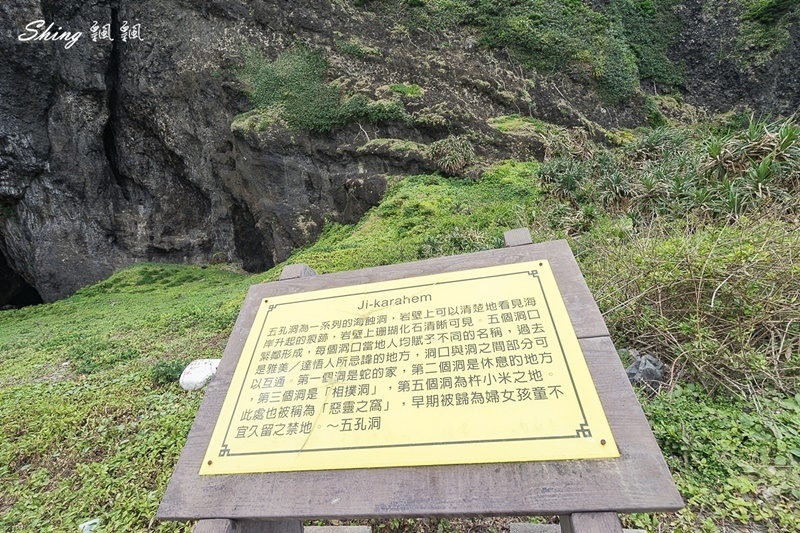 Shing 飄飄
Ji-karahem
五孔洞為一系列的海蝕洞，岩壁上可以清楚地看見海
岸升起的痕跡，岩壁上珊瑚化石清晰可見。五個洞口
緊鄰形成，每個洞口當地人均賦予不同的名稱，過去
是雅美／達悟人所忌諱的地方，洞口與洞之間部分可
以互通。第一個洞是蛇的家，第二個洞是休息旳地方
，第三個洞是「相撲洞」，第五個洞為杵小米之地。
此處也被稱為「惡靈之窩」，早期被歸為婦女孩童不
宜久留之禁地。～五孔洞